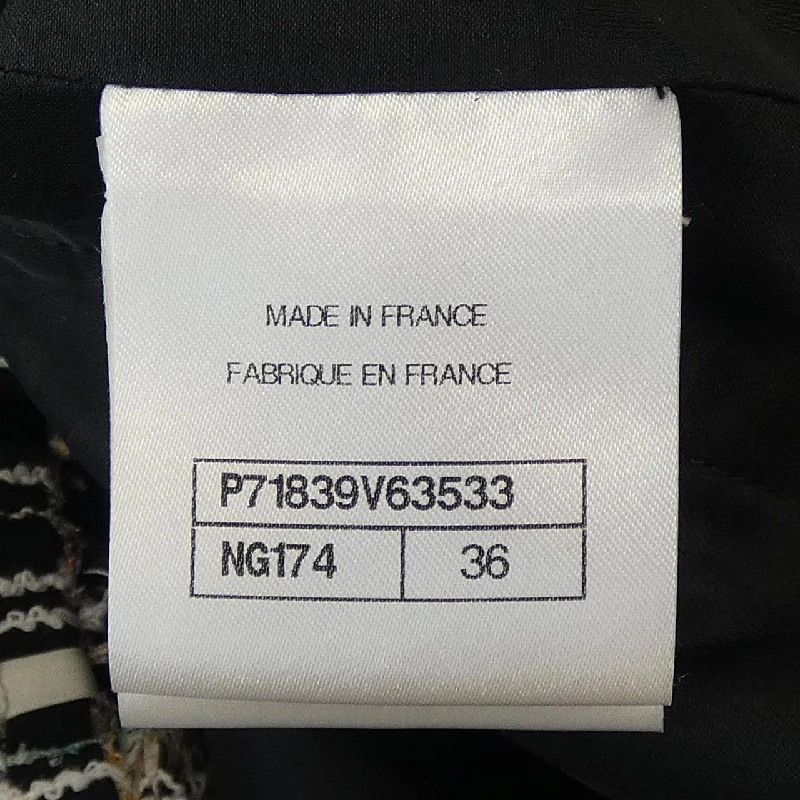 MADE IN FRANCE
FABRIQUE EN FRANCE
P71839V63533
NG174 36